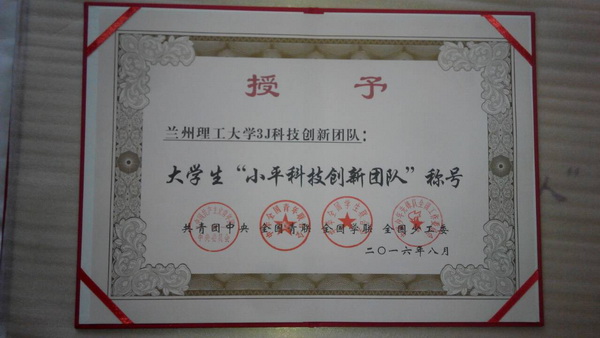 授 予
兰州理工大学3J科技创新团队：
大学生“小平科技创新团队”称号
共青团中央 全国青联 全国学联 全国少工委
二〇一六年八月